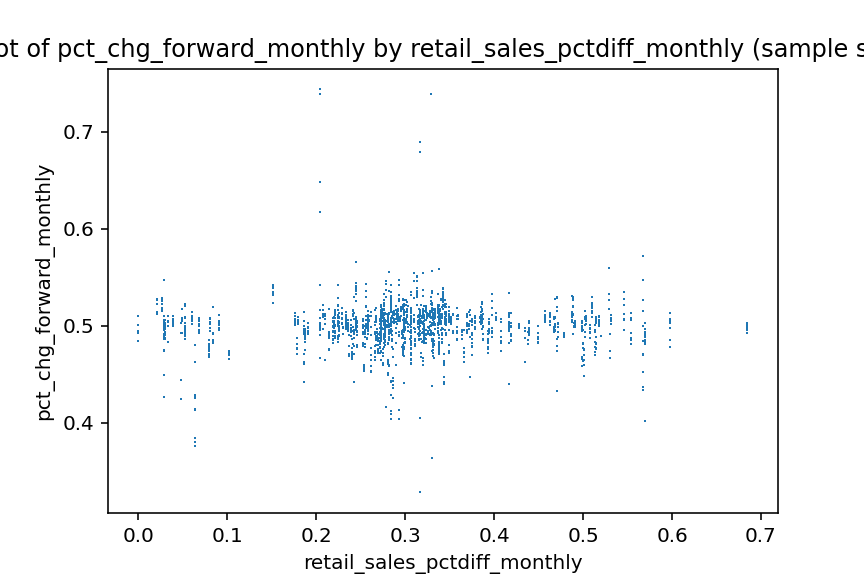 of pct_chg_forward_monthly by retail_sales_pctdiff_monthly (sample
0.7
0.6
0.5
0.4
pct_chg_forward_monthly
0.0 0.1 0.2 0.3 0.4 0.5 0.6 0.7
retail_sales_pctdiff_monthly